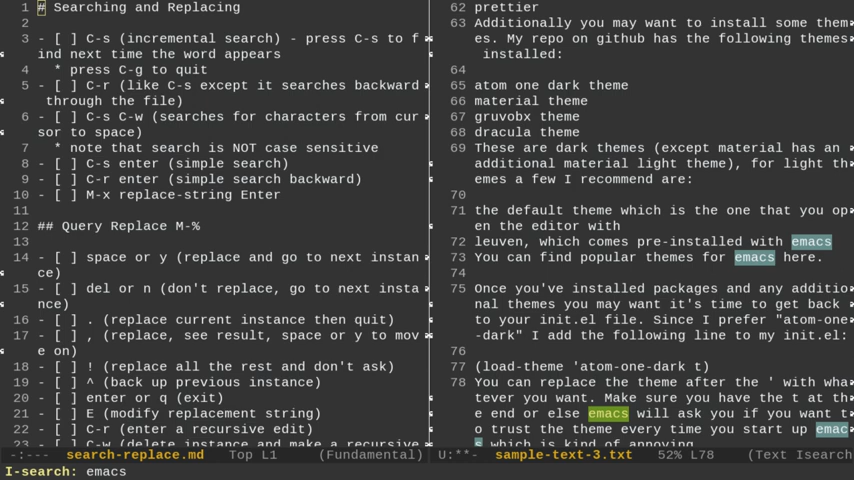 1 # Searching and Replacing
2
3 - [ ] C-s (incremental search) - press C-s to f
ind next time the word appears
4   * press C-g to quit
5 - [ ] C-r (like C-s except it searches backward
 through the file)
6 - [ ] C-s C-w (searches for characters from cur
sor to space)
7   * note that search is NOT case sensitive
8 - [ ] C-s enter (simple search)
9 - [ ] C-r enter (simple search backward)
10 - [ ] M-x replace-string Enter
11
12 ## Query Replace M-%
13
14 - [ ] space or y (replace and go to next instan
ce)
15 - [ ] del or n (don't replace, go to next insta
nce)
16 - [ ] . (replace current instance then quit)
17 - [ ] , (replace, see result, space or y to mov
e on)
18 - [ ] ! (replace all the rest and don't ask)
19 - [ ] ^ (back up previous instance)
20 - [ ] enter or q (exit)
21 - [ ] E (modify replacement string)
22 - [ ] C-r (enter a recursive edit)
23 - [ ] C-w (delete instance and make a recursive
-:---  search-replace.md   Top L1     (Fundamental)
62 prettier
63 Additionally you may want to install some them
es. My repo on github has the following themes
 installed:
64
65 atom one dark theme
66 material theme
67 gruvobx theme
68 dracula theme
69 These are dark themes (except material has an
additional material light theme), for light th
emes a few I recommend are:
70
71 the default theme which is the one that you op
en the editor with
72 leuven, which comes pre-installed with emacs
73 You can find popular themes for emacs here.
74
75 Once you've installed packages and any additio
nal themes you may want it's time to get back
to your init.el file. Since I prefer "atom-one
-dark" I add the following line to my init.el:
76
77 (load-theme 'atom-one-dark t)
78 You can replace the theme after the ' with wha
tever you want. Make sure you have the t at th
e end or else emacs will ask you if you want t
o trust the theme every time you start up emac
s which is kind of annoying
U:**-  sample-text-3.txt   52% L78    (Text Isearch
I-search: emacs